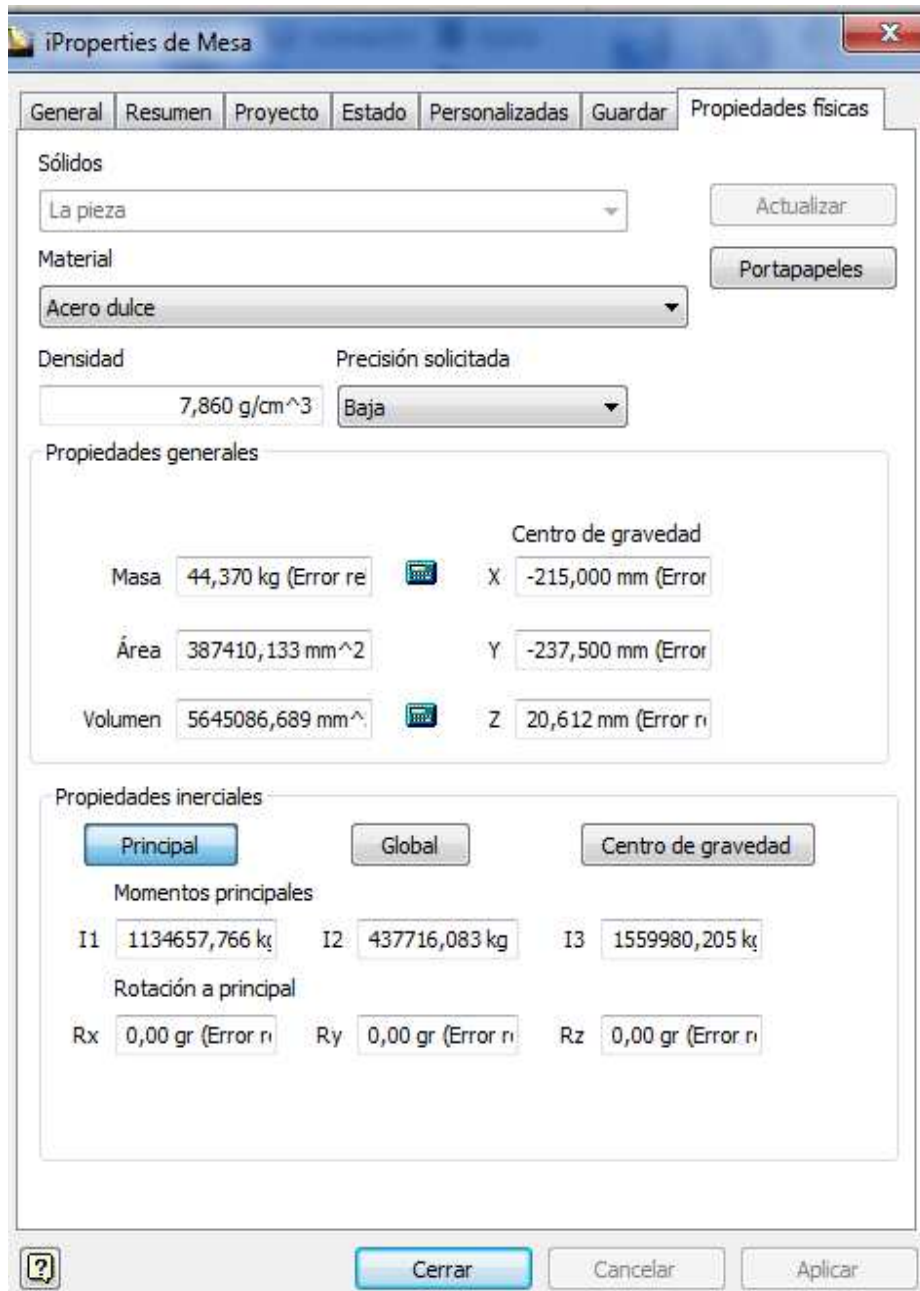 iProperties de Mesa
General Resumen Proyecto Estado Personalizadas Guardar Propiedades físicas
Sólidos
La pieza Actualizar
Material Portapapeles
Acero dulce
Densidad Precisión solicitada
7,860 g/cm^3 Baja
Propiedades generales
Centro de gravedad
Masa 44,370 kg (Error re X -215,000 mm (Error
Área 387410,133 mm^2 Y -237,500 mm (Error
Volumen 5645086,689 mm^ Z 20,612 mm (Error r
Propiedades inerciales
Principal Global Centro de gravedad
Momentos principales
I1 1134657,766 kg I2 437716,083 kg I3 1559980,205 kg
Rotación a principal
Rx 0,00 gr (Error r Ry 0,00 gr (Error r Rz 0,00 gr (Error r
Cerrar Cancelar Aplicar